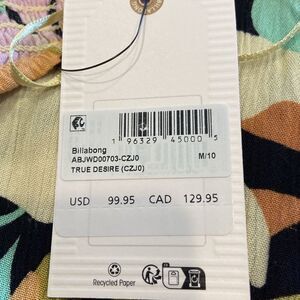 1 96329 45000 5
Billabong
ABJWD00703-CZJ0 M/10
TRUE DESIRE (CZJ0)
USD 99.95 CAD 129.95
Recycled Paper